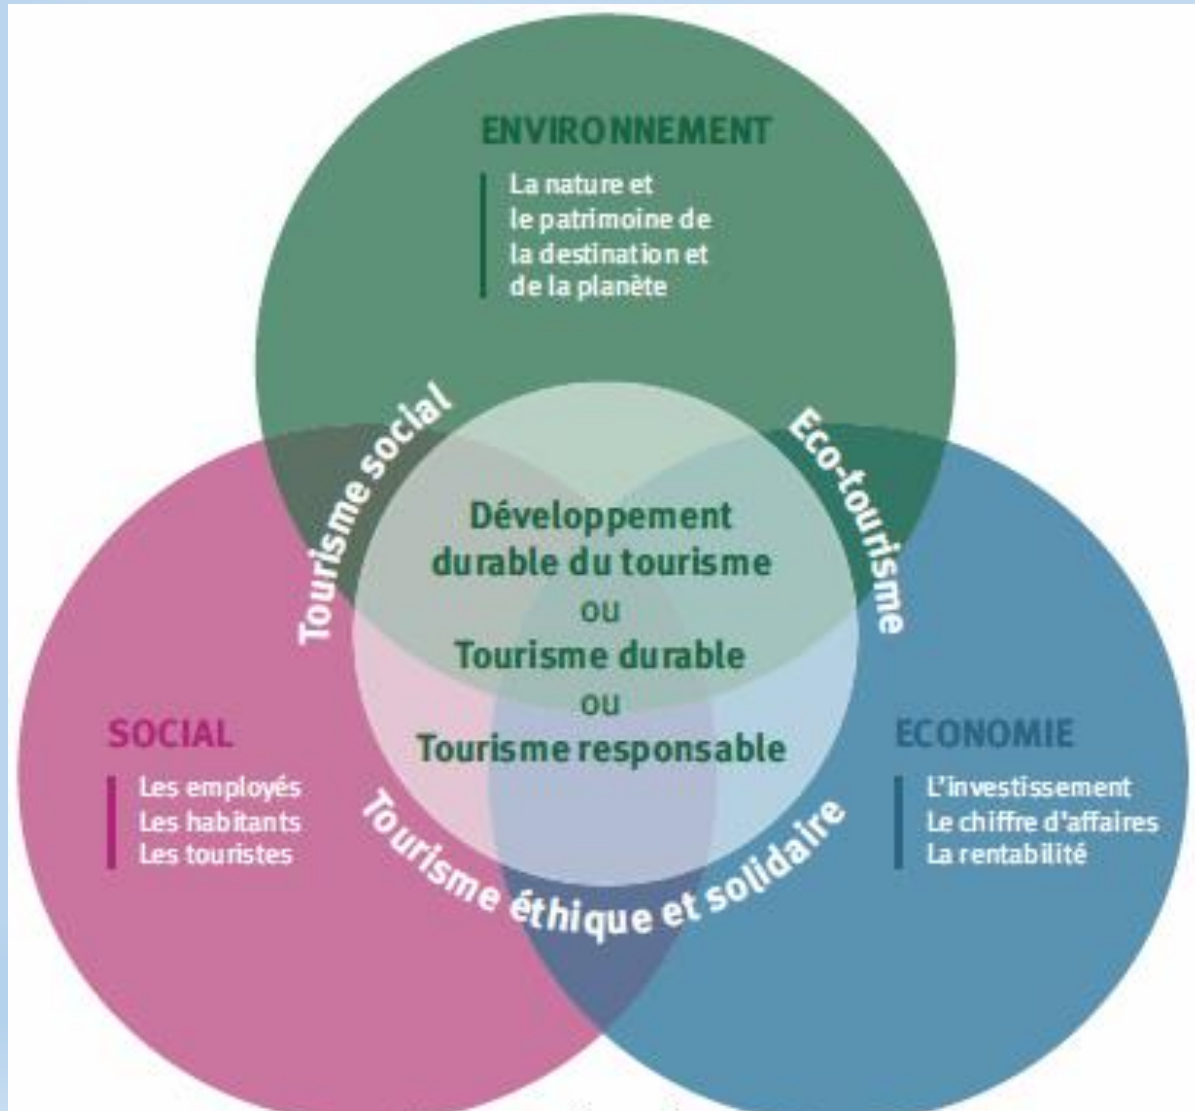 ENVIRONNEMENT
La nature et
le patrimoine de
la destination et
de la planète
Tourisme social
Eco-tourisme
Développement
durable du tourisme
ou
Tourisme durable
ou
Tourisme responsable
SOCIAL
Les employés
Les habitants
Les touristes
ECONOMIE
L'investissement
Le chiffre d'affaires
La rentabilité
Tourisme éthique et solidaire